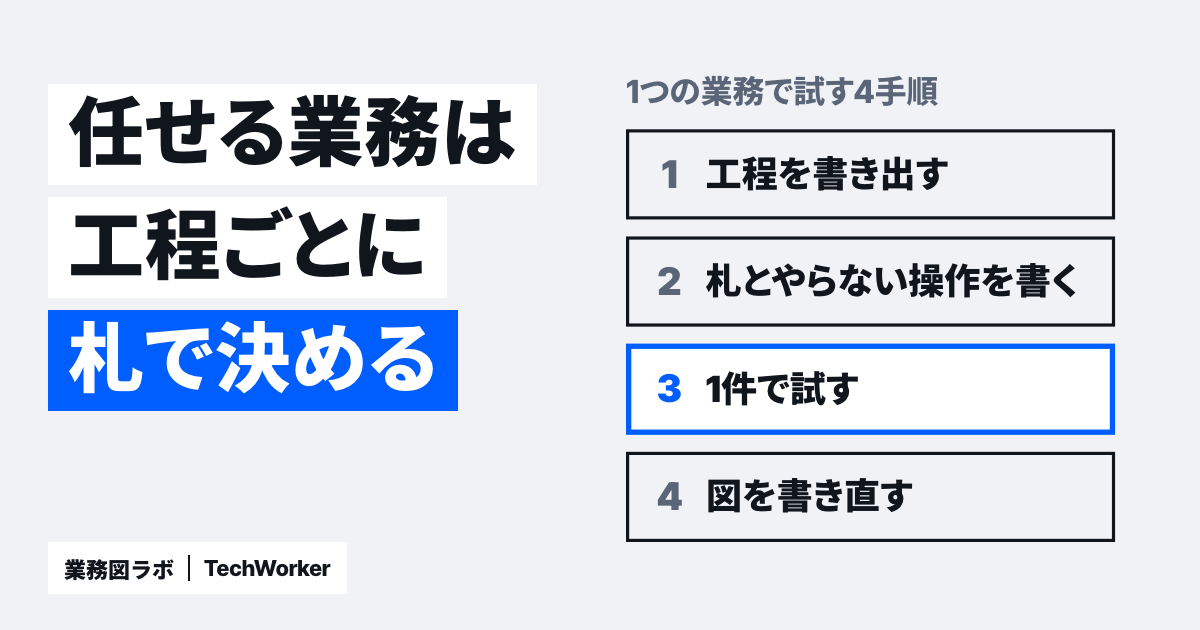 任せる業務は
工程ごとに
札で決める
1つの業務で試す4手順
1 工程を書き出す
2 札とやらない操作を書く
3 1件で試す
4 図を書き直す
業務図ラボ | TechWorker